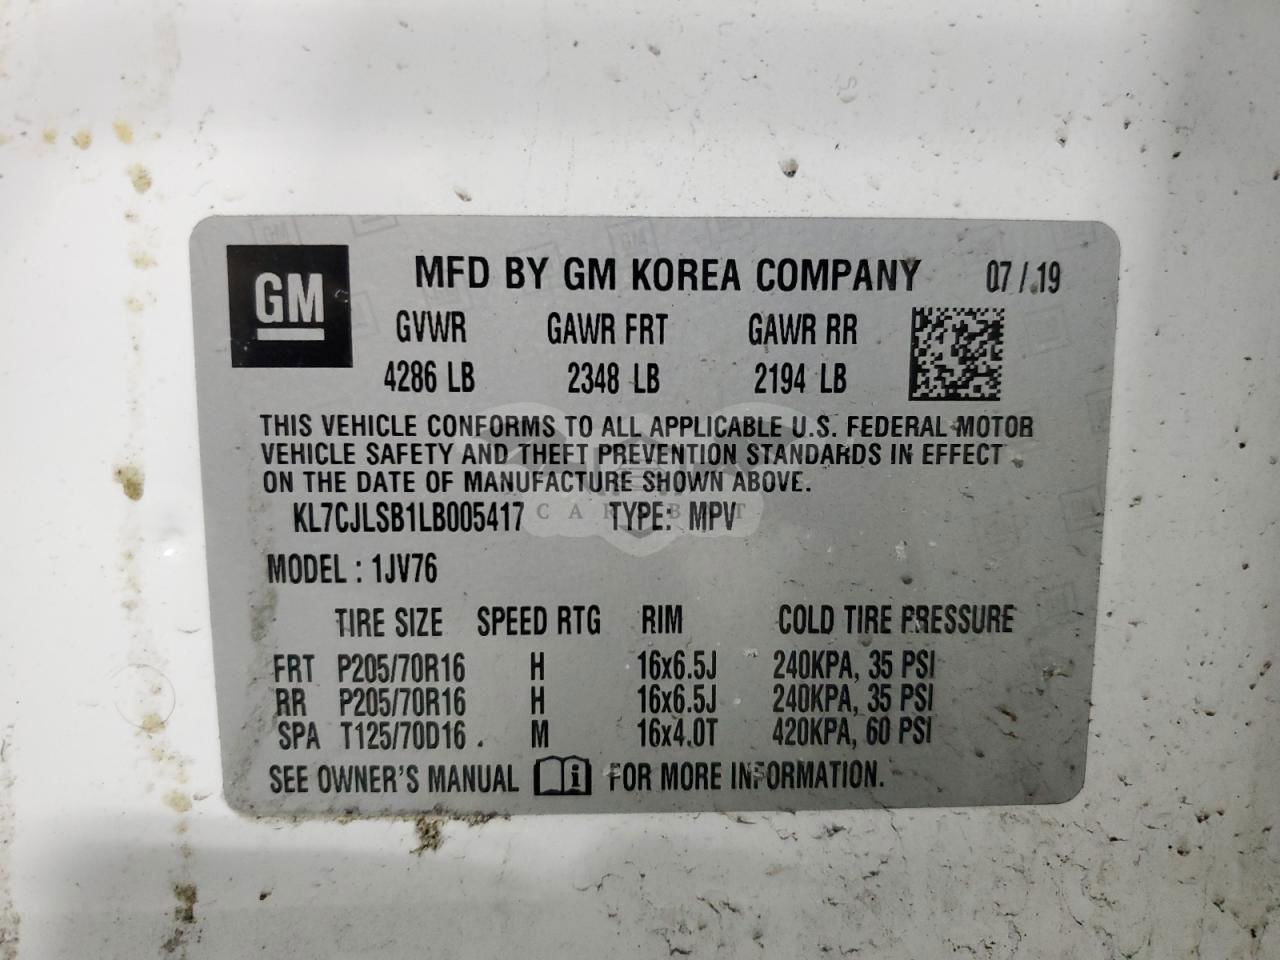 GM
MFD BY GM KOREA COMPANY 07/19
GVWR GAWR FRT GAWR RR
4286 LB 2348 LB 2194 LB
THIS VEHICLE CONFORMS TO ALL APPLICABLE U.S. FEDERAL MOTOR
VEHICLE SAFETY AND THEFT PREVENTION STANDARDS IN EFFECT
ON THE DATE OF MANUFACTURE SHOWN ABOVE.
KL7CJLSB1LB005417 TYPE: MPV
MODEL : 1JV76
TIRE SIZE SPEED RTG RIM COLD TIRE PRESSURE
FRT P205/70R16 H 16x6.5J 240KPA, 35 PSI
RR P205/70R16 H 16x6.5J 240KPA, 35 PSI
SPA T125/70D16 . M 16x4.0T 420KPA, 60 PSI
SEE OWNER'S MANUAL i FOR MORE INFORMATION.